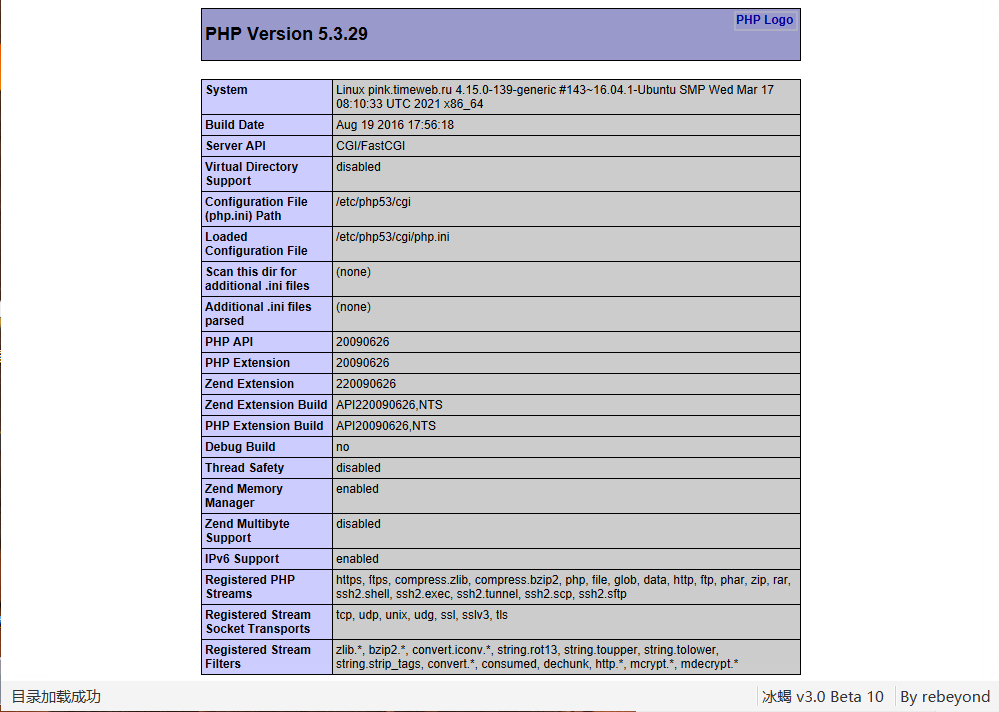 PHP Version 5.3.29
PHP Logo
System
Linux pink.timeweb.ru 4.15.0-139-generic #143~16.04.1-Ubuntu SMP Wed Mar 17
08:10:33 UTC 2021 x86_64
Build Date
Aug 19 2016 17:56:18
Server API
CGI/FastCGI
Virtual Directory
Support
disabled
Configuration File
(php.ini) Path
/etc/php53/cgi
Loaded
Configuration File
/etc/php53/cgi/php.ini
Scan this dir for
additional .ini files
(none)
Additional .ini files
parsed
(none)
PHP API
20090626
PHP Extension
20090626
Zend Extension
220090626
Zend Extension Build
API220090626,NTS
PHP Extension Build
API20090626,NTS
Debug Build
no
Thread Safety
disabled
Zend Memory
Manager
enabled
Zend Multibyte
Support
disabled
IPv6 Support
enabled
Registered PHP
Streams
https, ftps, compress.zlib, compress.bzip2, php, file, glob, data, http, ftp, phar, zip, rar,
ssh2.shell, ssh2.exec, ssh2.tunnel, ssh2.scp, ssh2.sftp
Registered Stream
Socket Transports
tcp, udp, unix, udg, ssl, sslv3, tls
Registered Stream
Filters
zlib.*, bzip2.*, convert.iconv.*, string.rot13, string.toupper, string.tolower,
string.strip_tags, convert.*, consumed, dechunk, http.*, mcrypt.*, mdecrypt.*
目录加载成功
冰蝎 v3.0 Beta 10
By rebeyond